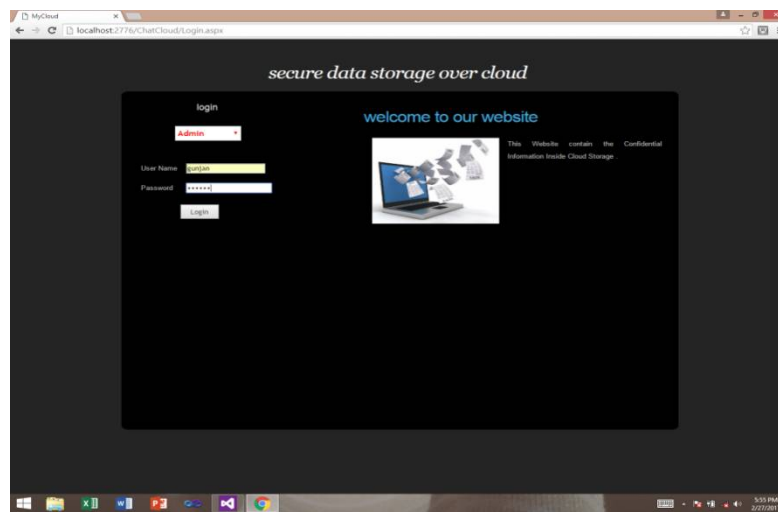 MyCloud
localhost:2776/ChatCloud/Login.aspx
secure data storage over cloud
login
Admin
User Name gunjan
Password ••••••
Login
welcome to our website
This Website contain the Confidential
Information Inside Cloud Storage .
5:55 PM